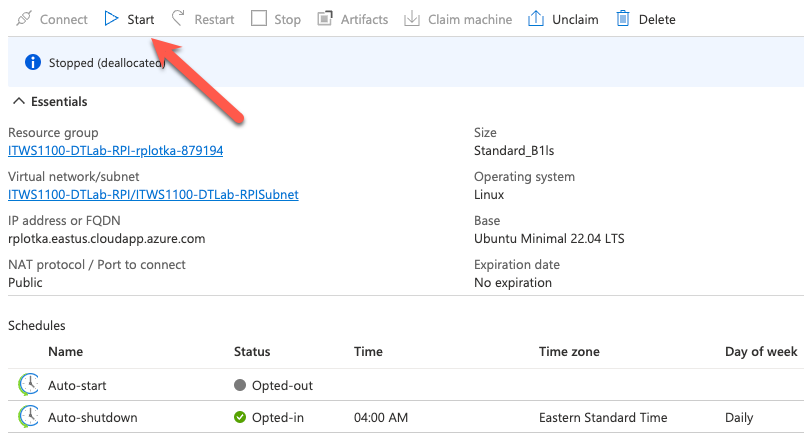 Connect Start Restart Stop Artifacts Claim machine Unclaim Delete
Stopped (deallocated)
Essentials
Resource group
ITWS1100-DTLab-RPI-rplotka-879194
Size
Standard_B1ls
Virtual network/subnet
ITWS1100-DTLab-RPI/ITWS1100-DTLab-RPISubnet
Operating system
Linux
IP address or FQDN
rplotka.eastus.cloudapp.azure.com
Base
Ubuntu Minimal 22.04 LTS
NAT protocol / Port to connect
Public
Expiration date
No expiration
Schedules
Name Status Time Time zone Day of week
Auto-start Opted-out
Auto-shutdown Opted-in 04:00 AM Eastern Standard Time Daily